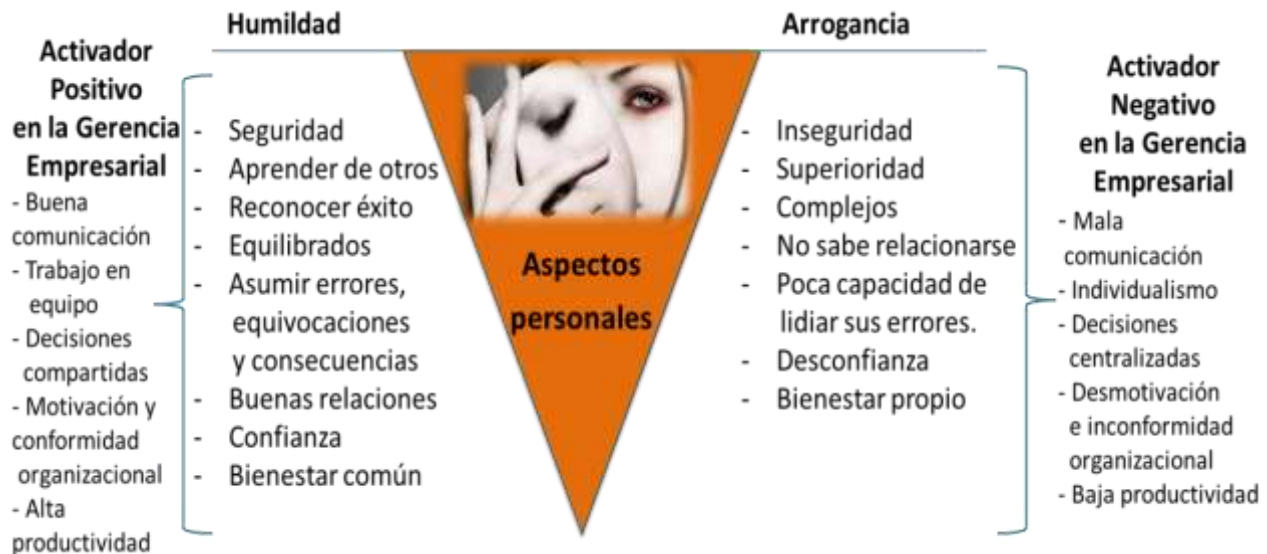 Humildad
Arrogancia
Activador
Positivo
en la Gerencia
Empresarial
- Buena
comunicación
- Trabajo en
equipo
- Decisiones
compartidas
- Motivación y
conformidad
organizacional
- Alta
productividad
- Seguridad
- Aprender de otros
- Reconocer éxito
- Equilibrados
- Asumir errores,
equivocaciones
y consecuencias
- Buenas relaciones
- Confianza
- Bienestar común
Aspectos
personales
- Inseguridad
- Superioridad
- Complejos
- No sabe relacionarse
- Poca capacidad de
lidiar sus errores.
- Desconfianza
- Bienestar propio
Activador
Negativo
en la Gerencia
Empresarial
- Mala
comunicación
- Individualismo
- Decisiones
centralizadas
- Desmotivación
e inconformidad
organizacional
- Baja productividad